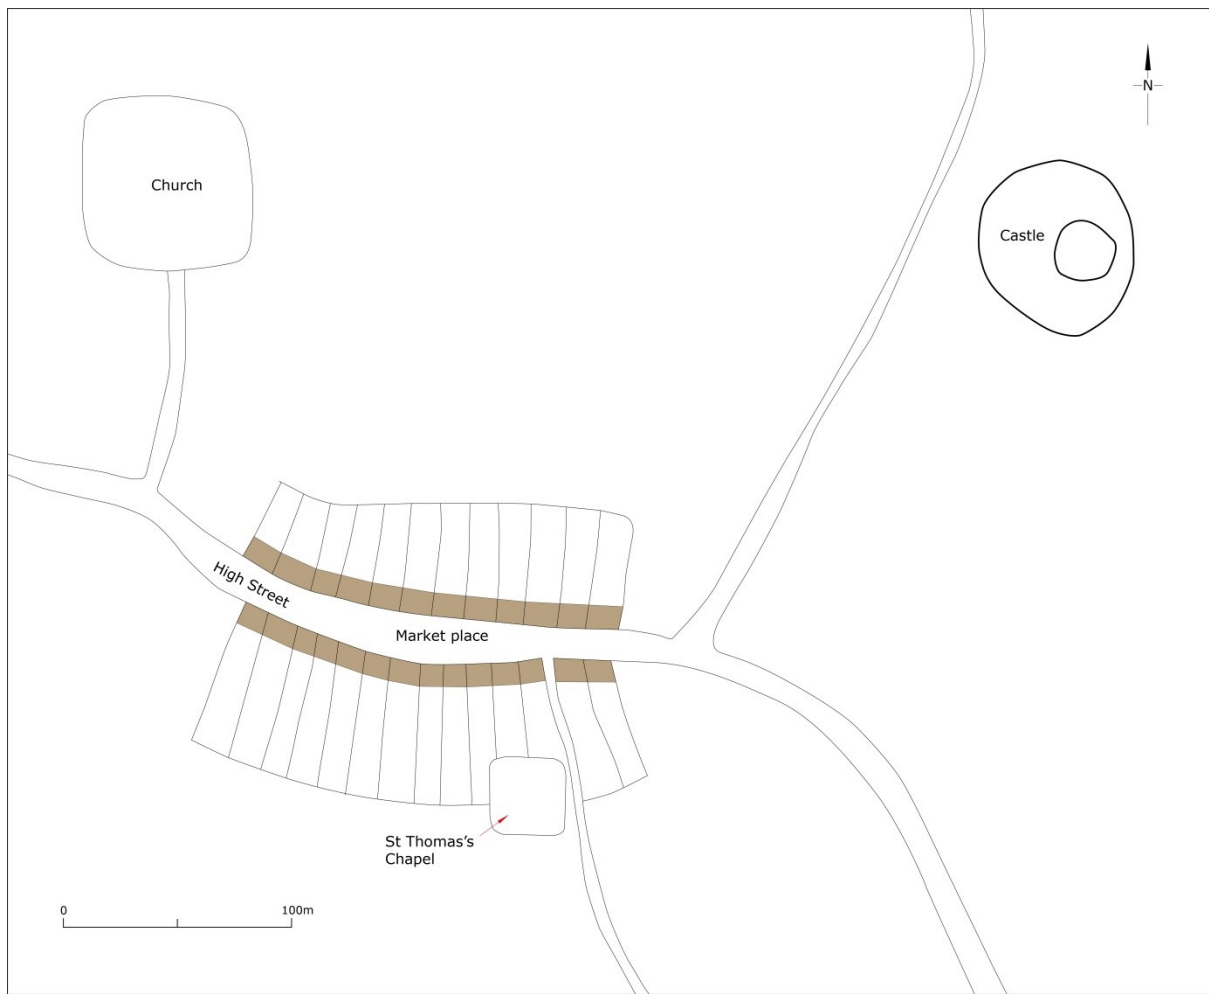 N
Church
Castle
High Street
Market place
St Thomas's
Chapel
0 100m